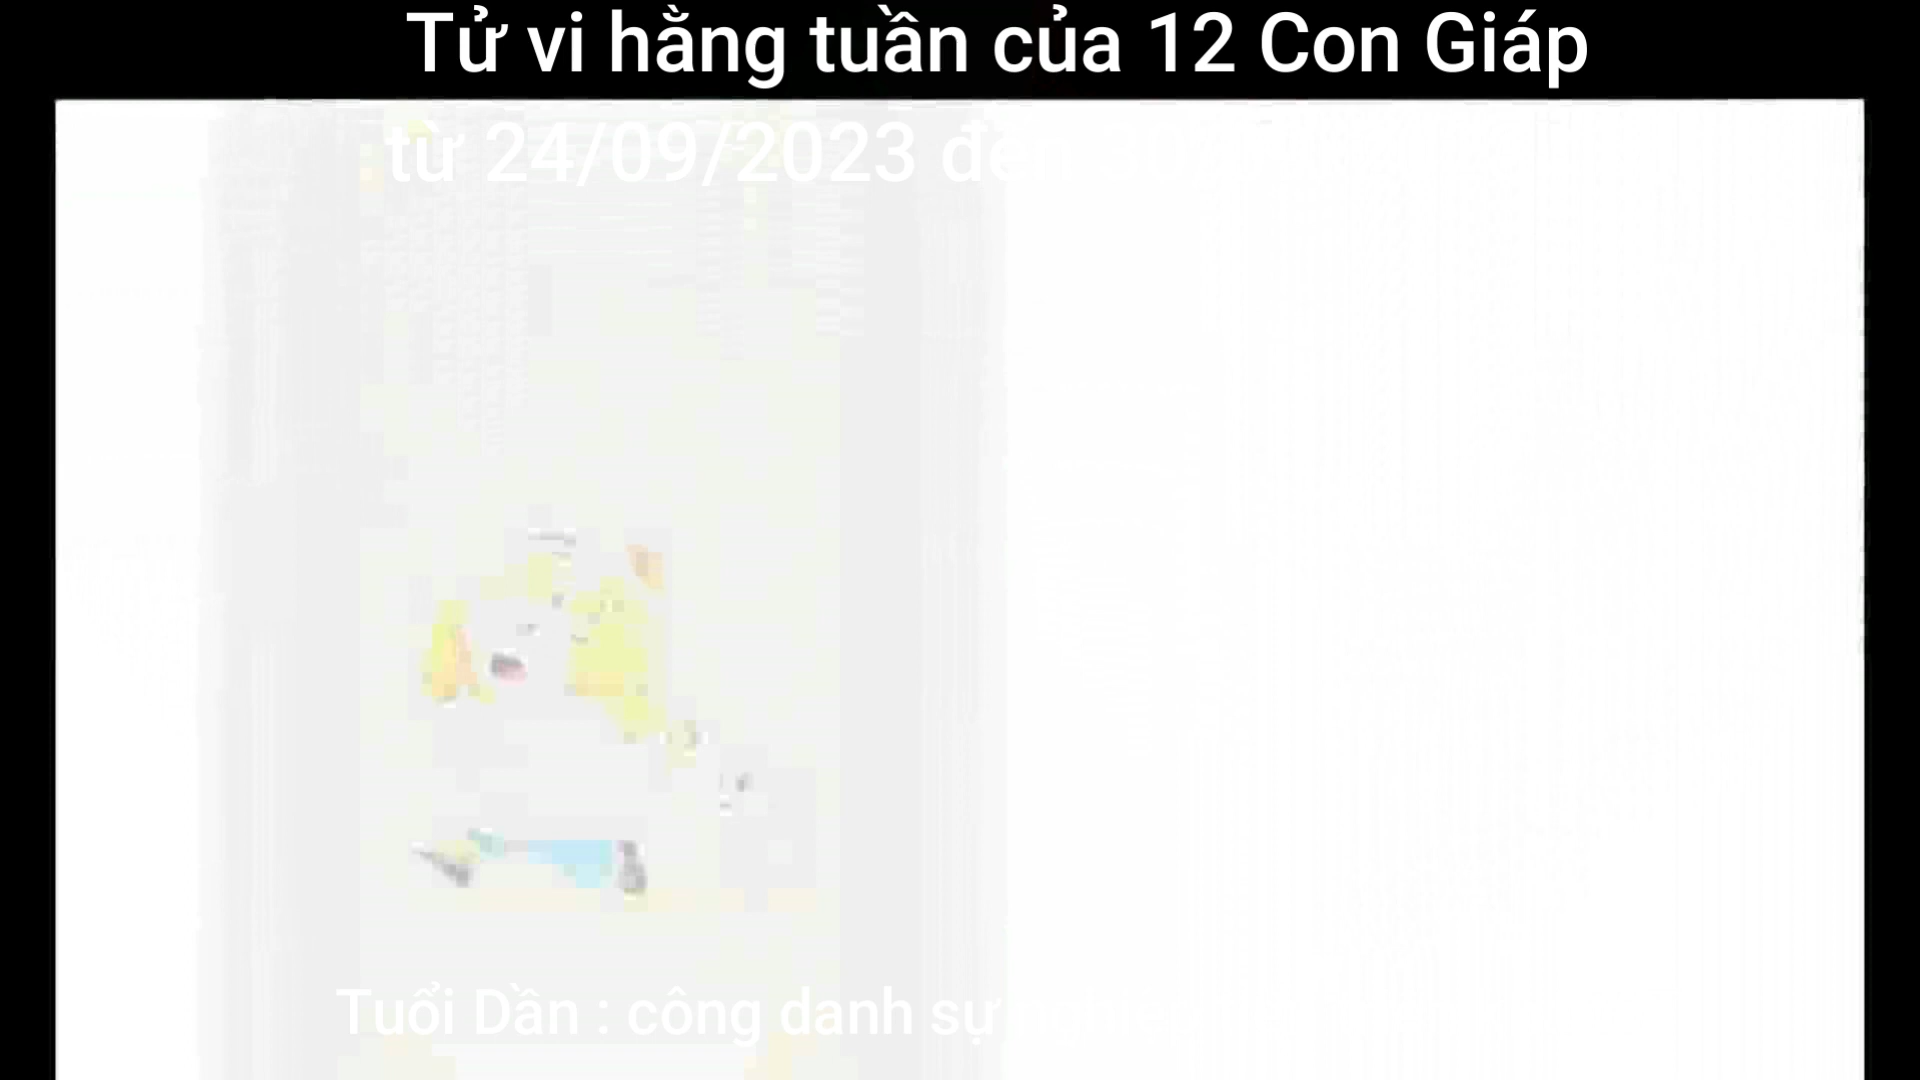 Tử vi hằng tuần của 12 Con Giáp
từ 24/09/2023
Tuổi Dần : công danh sự